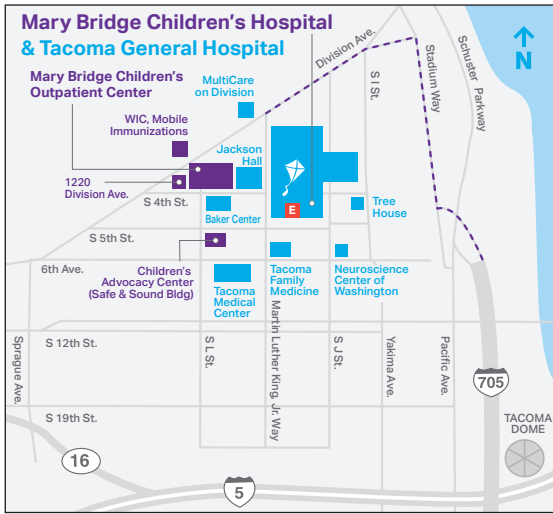 Mary Bridge Children's Hospital
& Tacoma General Hospital
N
Division Ave.
S I St.
Stadium Way
Schuster Parkway
Mary Bridge Children's
Outpatient Center
MultiCare
on Division
WIC, Mobile
Immunizations
Jackson
Hall
1220
Division Ave.
S 4th St.
Baker Center
E
Tree
House
S 5th St.
6th Ave.
Children's
Advocacy Center
(Safe & Sound Bldg)
Tacoma
Medical
Center
Tacoma
Family
Medicine
Neuroscience
Center of
Washington
Sprague Ave.
S 12th St.
S L St.
Martin Luther King, Jr. Way
S J St.
Yakima Ave.
Pacific Ave.
705
S 19th St.
TACOMA
DOME
16
5